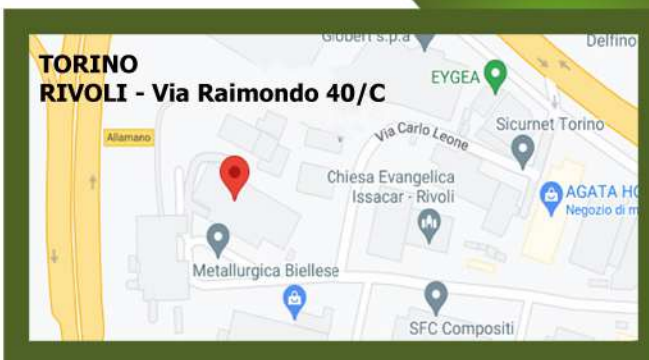 TORINO
RIVOLI - Via Raimondo 40/C
Globert s.p.a
Delfino
EYGEA
Sicurnet Torino
Via Carlo Leone
Allamano
Chiesa Evangelica
Issacar - Rivoli
AGATA HO
Negozio di m
Metallurgica Biellese
SFC Compositi